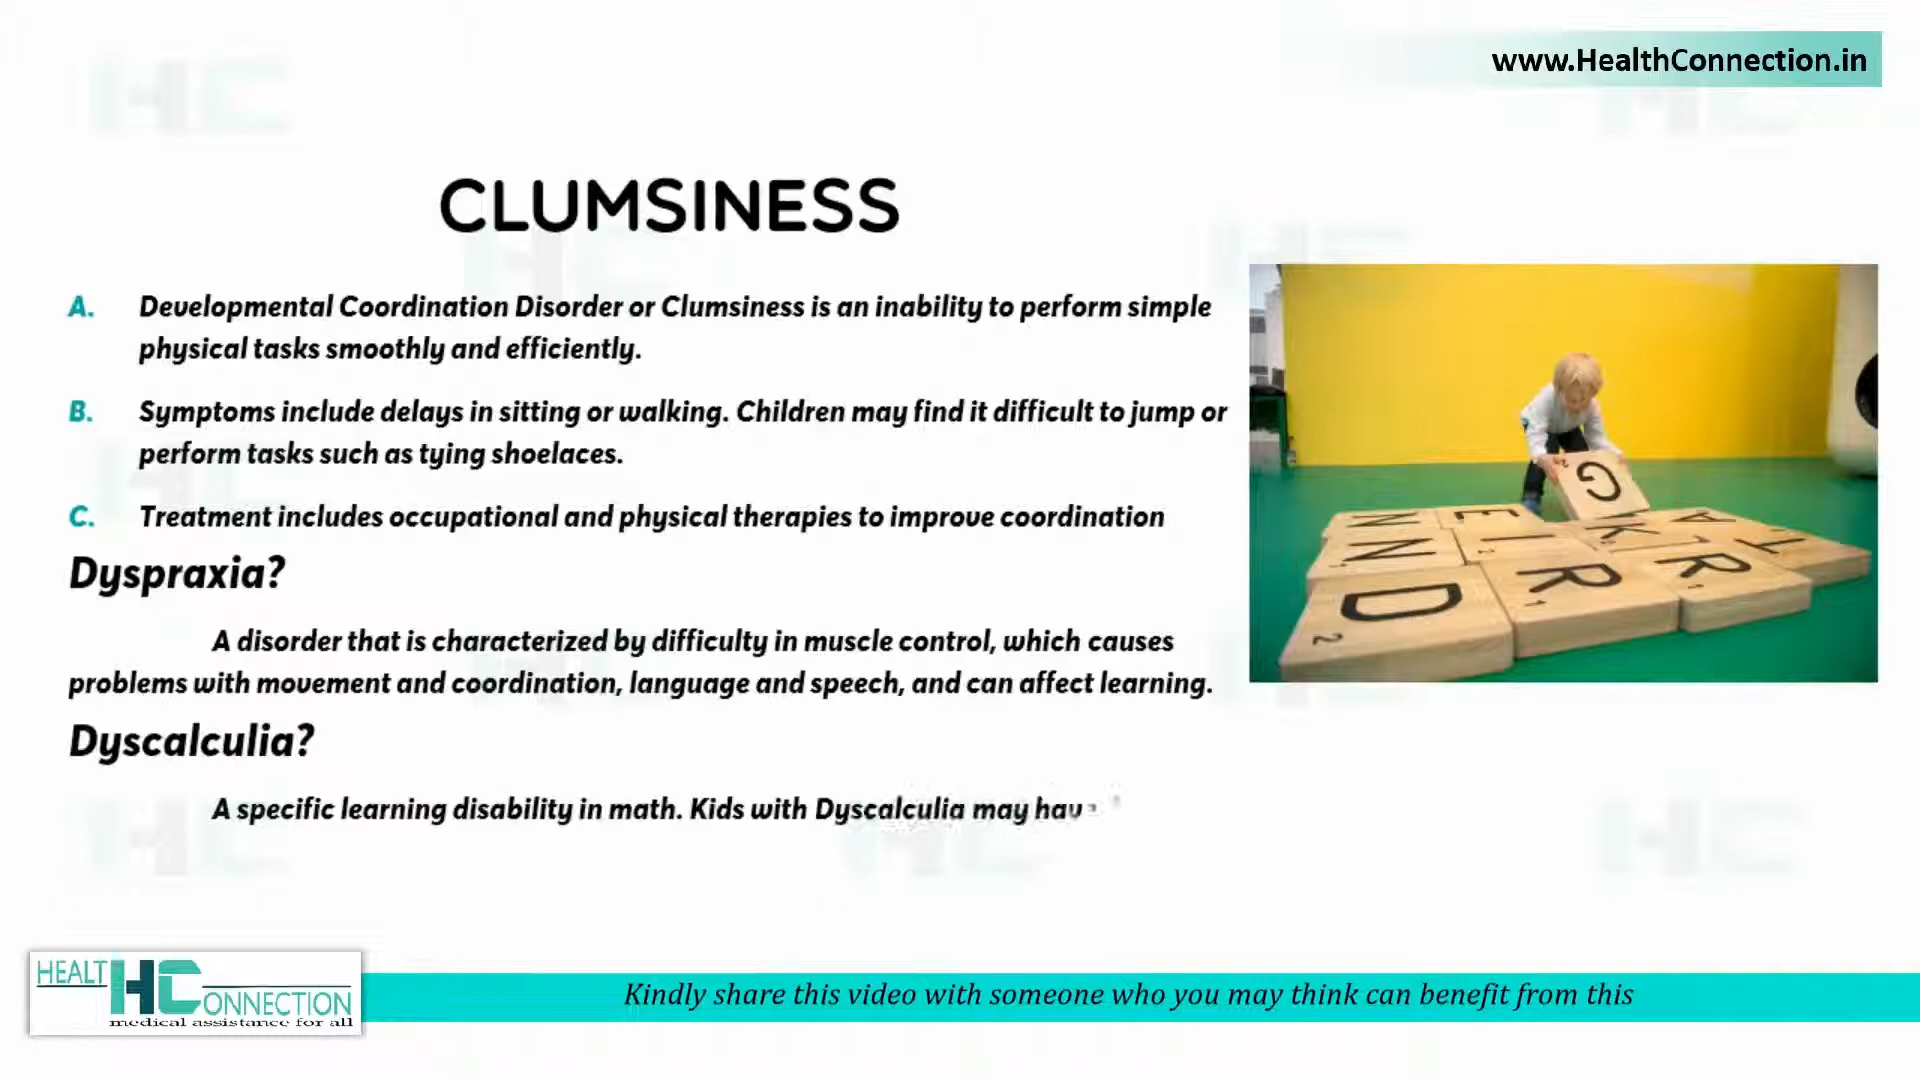 www.HealthConnection.in
CLUMSINESS
A. Developmental Coordination Disorder or Clumsiness is an inability to perform simple
physical tasks smoothly and efficiently.
B. Symptoms include delays in sitting or walking. Children may find it difficult to jump or
perform tasks such as tying shoelaces.
C. Treatment includes occupational and physical therapies to improve coordination
Dyspraxia?
A disorder that is characterized by difficulty in muscle control, which causes
problems with movement and coordination, language and speech, and can affect learning.
Dyscalculia?
A specific learning disability in math. Kids with Dyscalculia may hav
G
N E K A
N I R T
D R
HEALTH CONNECTION
medical assistance for all
Kindly share this video with someone who you may think can benefit from this